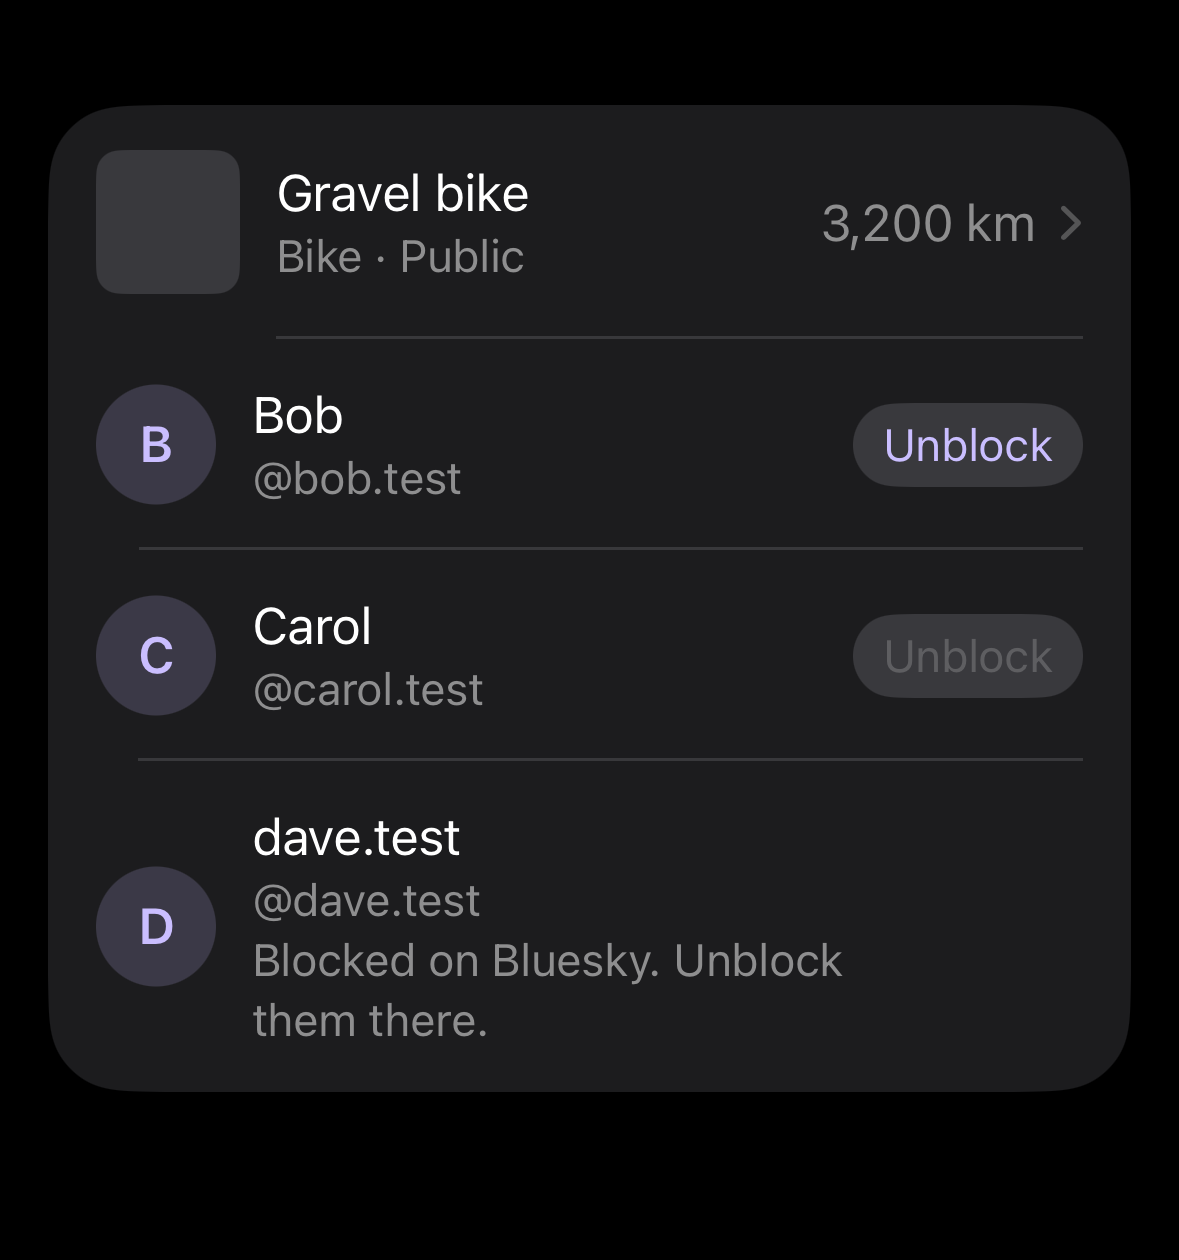 Gravel bike
Bike · Public
3,200 km
B
Bob
@bob.test
Unblock
C
Carol
@carol.test
Unblock
D
dave.test
@dave.test
Blocked on Bluesky. Unblock
them there.